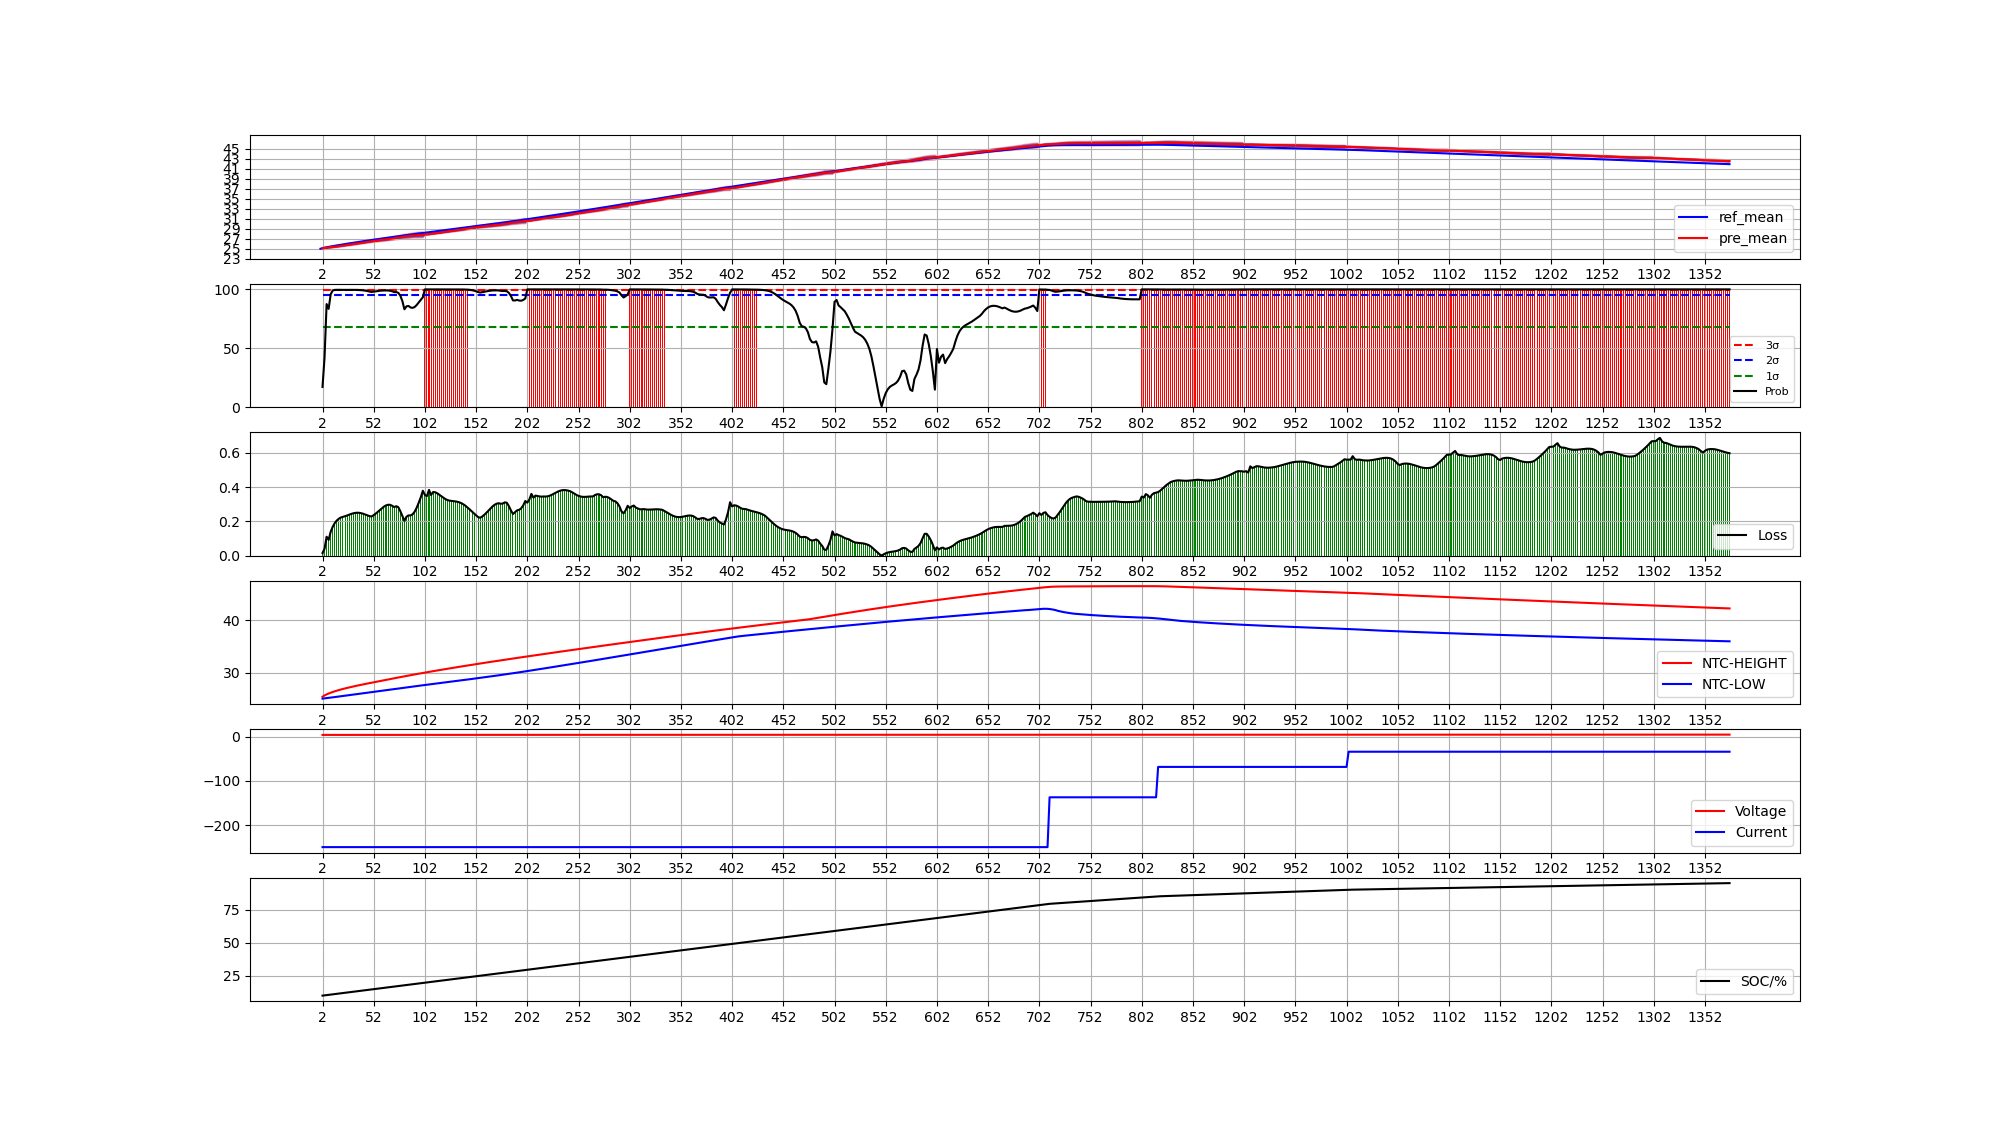 45
43
41
39
37
35
33
31
29
27
25
23
ref_mean
pre_mean
2 52 102 152 202 252 302 352 402 452 502 552 602 652 702 752 802 852 902 952 1002 1052 1102 1152 1202 1252 1302 1352
100
50
0
3σ
2σ
1σ
Prob
2 52 102 152 202 252 302 352 402 452 502 552 602 652 702 752 802 852 902 952 1002 1052 1102 1152 1202 1252 1302 1352
0.6
0.4
0.2
0.0
Loss
2 52 102 152 202 252 302 352 402 452 502 552 602 652 702 752 802 852 902 952 1002 1052 1102 1152 1202 1252 1302 1352
40
30
NTC-HEIGHT
NTC-LOW
2 52 102 152 202 252 302 352 402 452 502 552 602 652 702 752 802 852 902 952 1002 1052 1102 1152 1202 1252 1302 1352
0
−100
−200
Voltage
Current
2 52 102 152 202 252 302 352 402 452 502 552 602 652 702 752 802 852 902 952 1002 1052 1102 1152 1202 1252 1302 1352
75
50
25
SOC/%
2 52 102 152 202 252 302 352 402 452 502 552 602 652 702 752 802 852 902 952 1002 1052 1102 1152 1202 1252 1302 1352